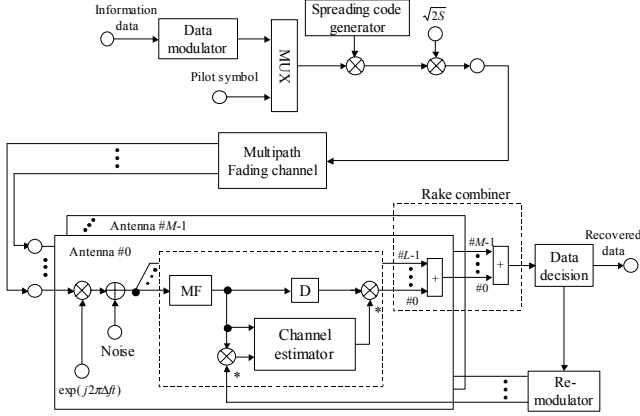 Information
data
Data
modulator
Pilot symbol
MUX
Spreading code
generator
√2S
Multipath
Fading channel
Rake combiner
Antenna #M-1
Antenna #0
#L-1
#M-1
Recovered
data
MF
D
+
+
#0
#0
Data
decision
*
Channel
estimator
Noise
*
exp(j2πΔft)
Re-
modulator